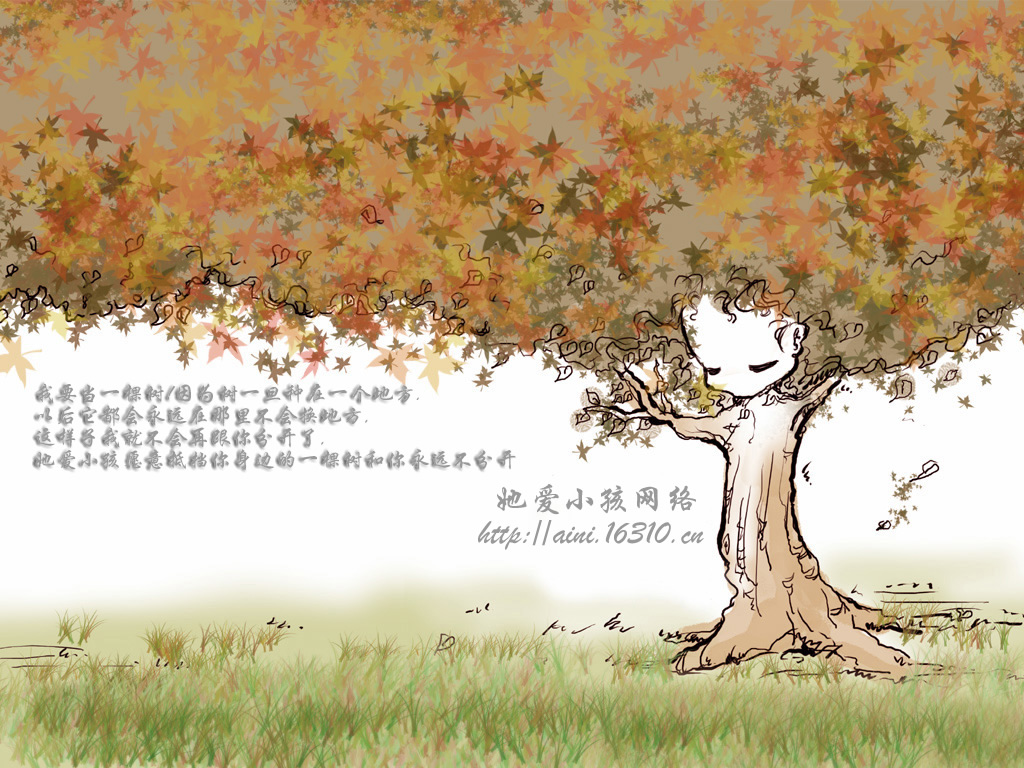 我要当一棵树/因为树一旦种在一个地方.
以后它都会永远在那里不会换地方.
这样子我就不会再跟你分开了.
她爱小孩愿意抵挡你身边的一棵树和你永远不分开
她爱小孩网络
http://aini.16310.cn